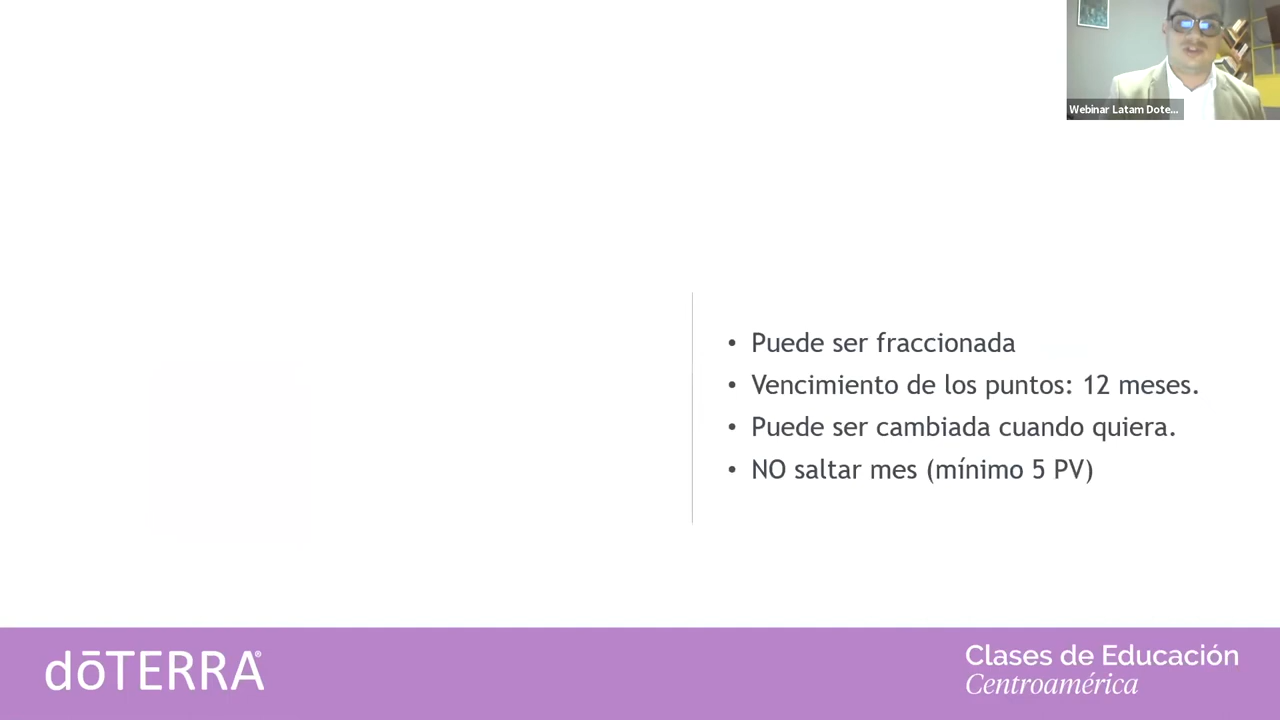 Webinar Latam Dote...
• Puede ser fraccionada
• Vencimiento de los puntos: 12 meses.
• Puede ser cambiada cuando quiera.
• NO saltar mes (mínimo 5 PV)
dōTERRA®
Clases de Educación
Centroamérica